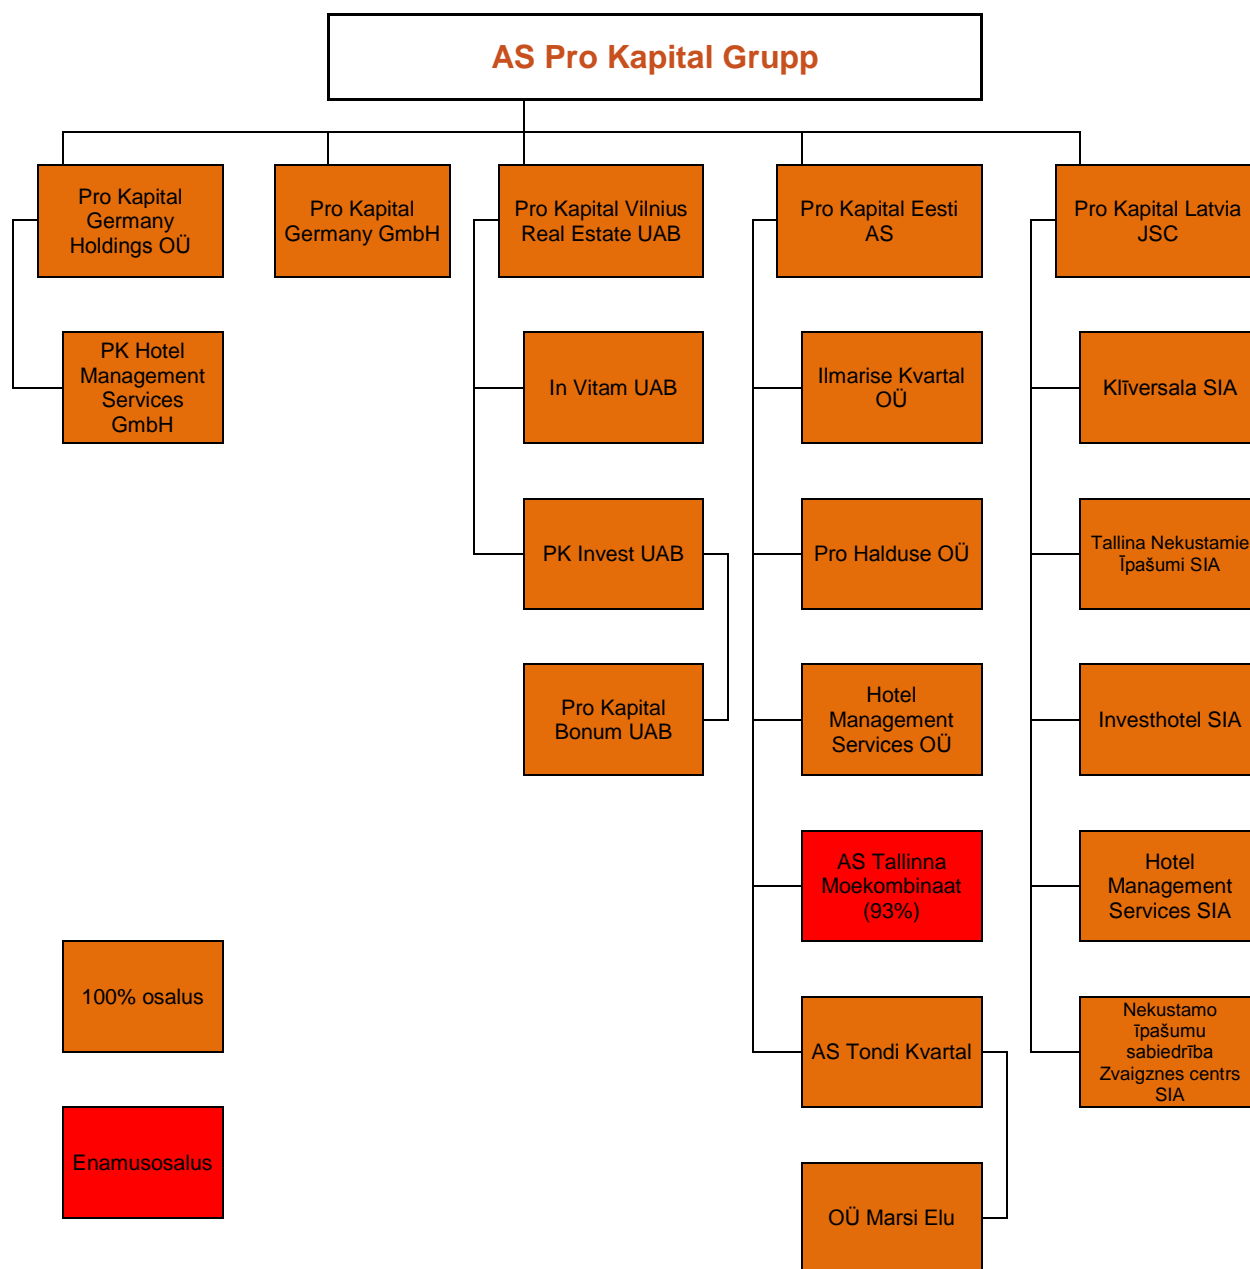 AS Pro Kapital Grupp
Pro Kapital
Germany
Holdings OÜ
Pro Kapital
Germany GmbH
Pro Kapital Vilnius
Real Estate UAB
Pro Kapital Eesti
AS
Pro Kapital Latvia
JSC
PK Hotel
Management
Services
GmbH
In Vitam UAB
Ilmarise Kvartal
OÜ
Klīversala SIA
PK Invest UAB
Pro Halduse OÜ
Tallina Nekustamie
Īpašumi SIA
Pro Kapital
Bonum UAB
Hotel
Management
Services OÜ
Investhotel SIA
AS Tallinna
Moekombinaat
(93%)
Hotel
Management
Services SIA
100% osalus
AS Tondi Kvartal
Nekustamo
īpašumu
sabiedrība
Zvaigznes centrs
SIA
Enamusosalus
OÜ Marsi Elu